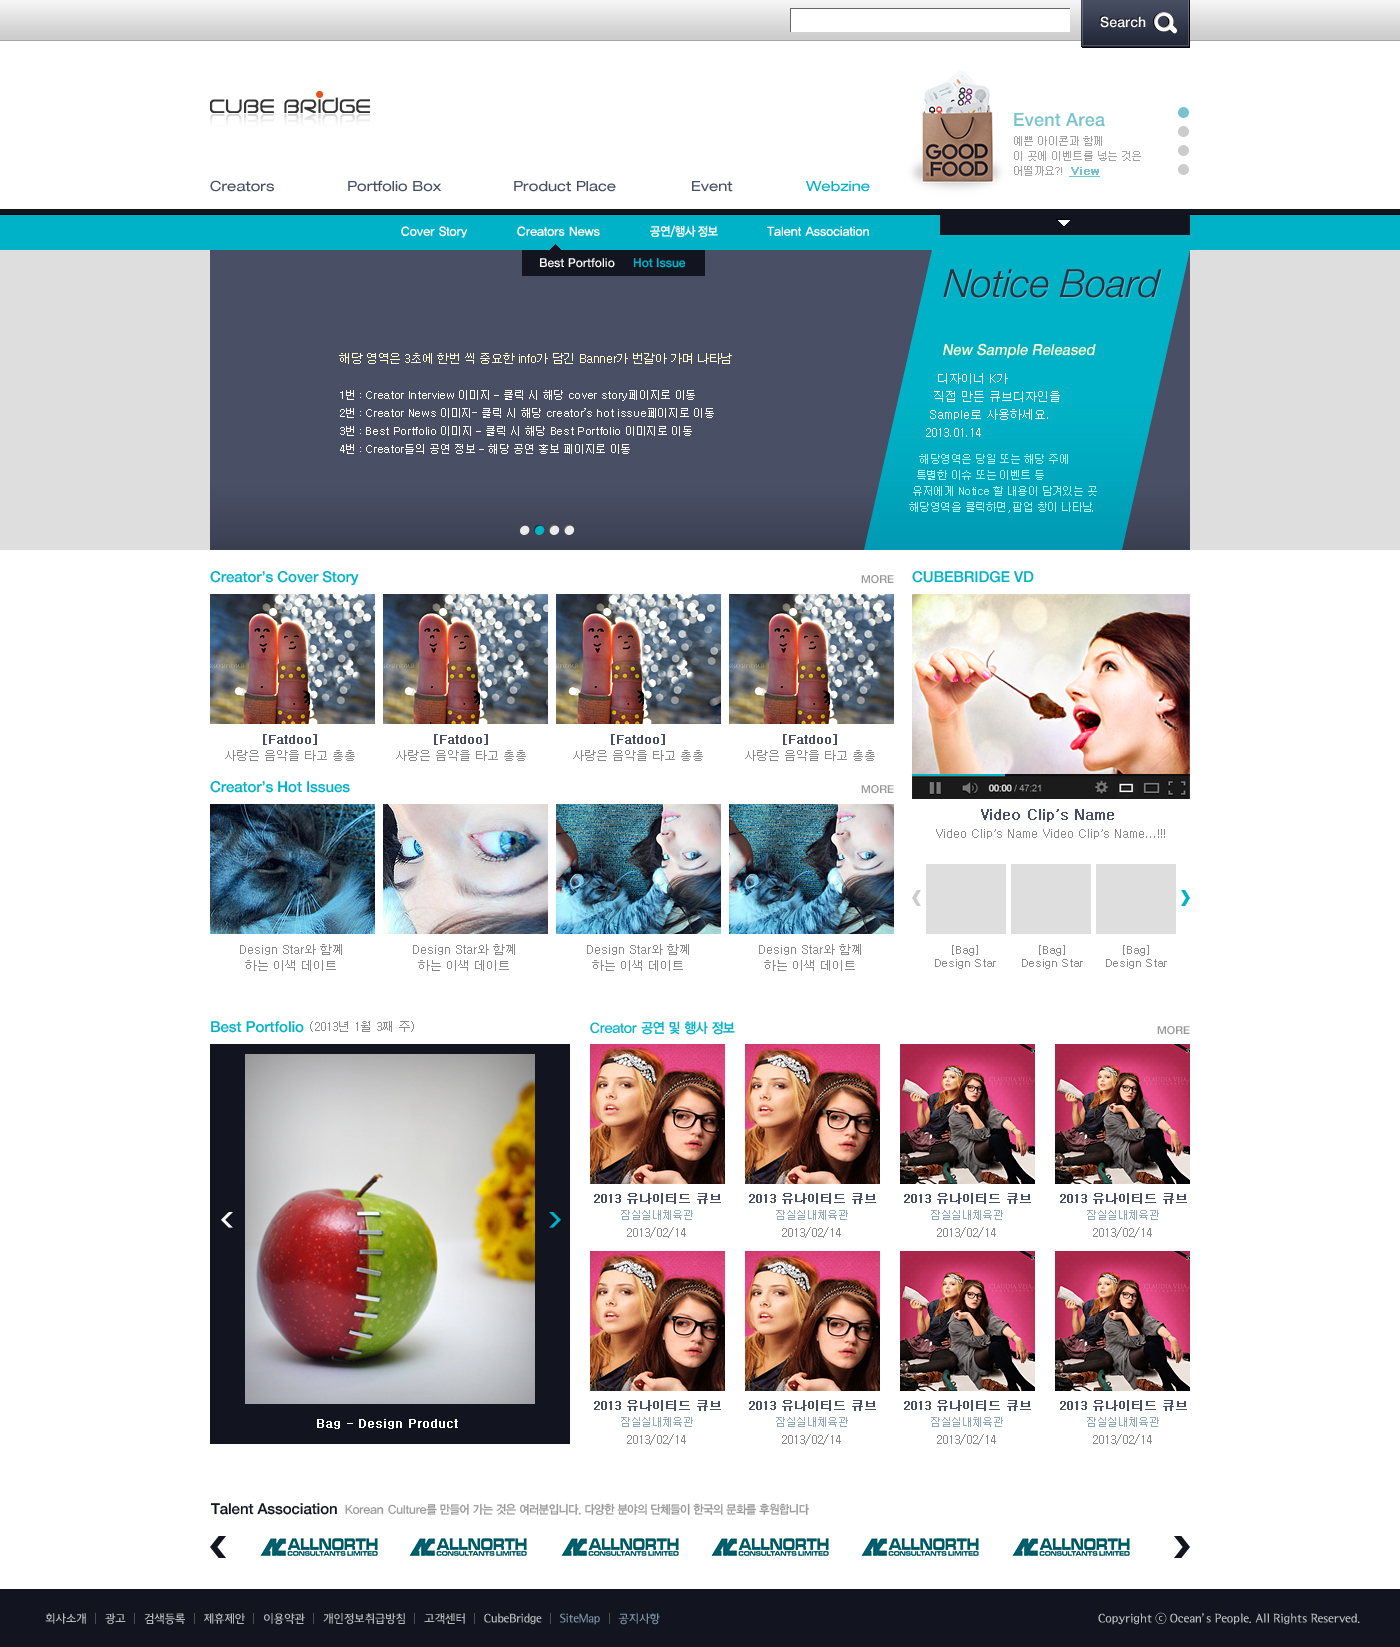 Search
CUBE BRIDGE
GOOD
FOOD
Event Area
예쁜 아이콘과 함께
이 곳에 이벤트를 넣는 것은
어떨까요?! View
Creators
Portfolio Box
Product Place
Event
Webzine
Cover Story
Creators News
공연/행사 정보
Talent Association
Best Portfolio
Hot Issue
해당 영역은 3초에 한번 씩 중요한 info가 담긴 Banner가 번갈아 가며 나타남
1번 : Creator Interview 이미지 - 클릭 시 해당 cover story페이지로 이동
2번 : Creator News 이미지- 클릭 시 해당 creator's hot issue페이지로 이동
3번 : Best Portfolio 이미지 - 클릭 시 해당 Best Portfolio 이미지로 이동
4번 : Creator들의 공연 정보 - 해당 공연 홍보 페이지로 이동
Notice Board
New Sample Released
디자이너 K가
직접 만든 큐브디자인을
Sample로 사용하세요.
2013.01.14
해당영역은 당일 또는 해당 주에
특별한 이슈 또는 이벤트 등
유저에게 Notice 할 내용이 담겨있는 곳
해당영역을 클릭하면, 팝업 창이 나타남.
Creator's Cover Story
MORE
[Fatdoo]
사랑은 음악을 타고 총총
[Fatdoo]
사랑은 음악을 타고 총총
[Fatdoo]
사랑은 음악을 타고 총총
[Fatdoo]
사랑은 음악을 타고 총총
CUBEBRIDGE VD
00:00 / 47:21
Video Clip's Name
Video Clip's Name Video Clip's Name...!!!
[Bag]
Design Star
[Bag]
Design Star
[Bag]
Design Star
Creator's Hot Issues
MORE
Design Star와 함께
하는 이색 데이트
Design Star와 함께
하는 이색 데이트
Design Star와 함께
하는 이색 데이트
Design Star와 함께
하는 이색 데이트
Best Portfolio (2013년 1월 3째 주)
Bag - Design Product
Creator 공연 및 행사 정보
MORE
2013 유나이티드 큐브
잠실실내체육관
2013/02/14
2013 유나이티드 큐브
잠실실내체육관
2013/02/14
2013 유나이티드 큐브
잠실실내체육관
2013/02/14
2013 유나이티드 큐브
잠실실내체육관
2013/02/14
2013 유나이티드 큐브
잠실실내체육관
2013/02/14
2013 유나이티드 큐브
잠실실내체육관
2013/02/14
2013 유나이티드 큐브
잠실실내체육관
2013/02/14
2013 유나이티드 큐브
잠실실내체육관
2013/02/14
Talent Association Korean Culture를 만들어 가는 것은 여러분입니다. 다양한 분야의 단체들이 한국의 문화를 후원합니다
ALLNORTH
CONSULTANTS LIMITED
ALLNORTH
CONSULTANTS LIMITED
ALLNORTH
CONSULTANTS LIMITED
ALLNORTH
CONSULTANTS LIMITED
ALLNORTH
CONSULTANTS LIMITED
ALLNORTH
CONSULTANTS LIMITED
회사소개 | 광고 | 검색등록 | 제휴제안 | 이용약관 | 개인정보취급방침 | 고객센터 | CubeBridge | SiteMap | 공지사항
Copyright ⓒ Ocean's People. All Rights Reserved.